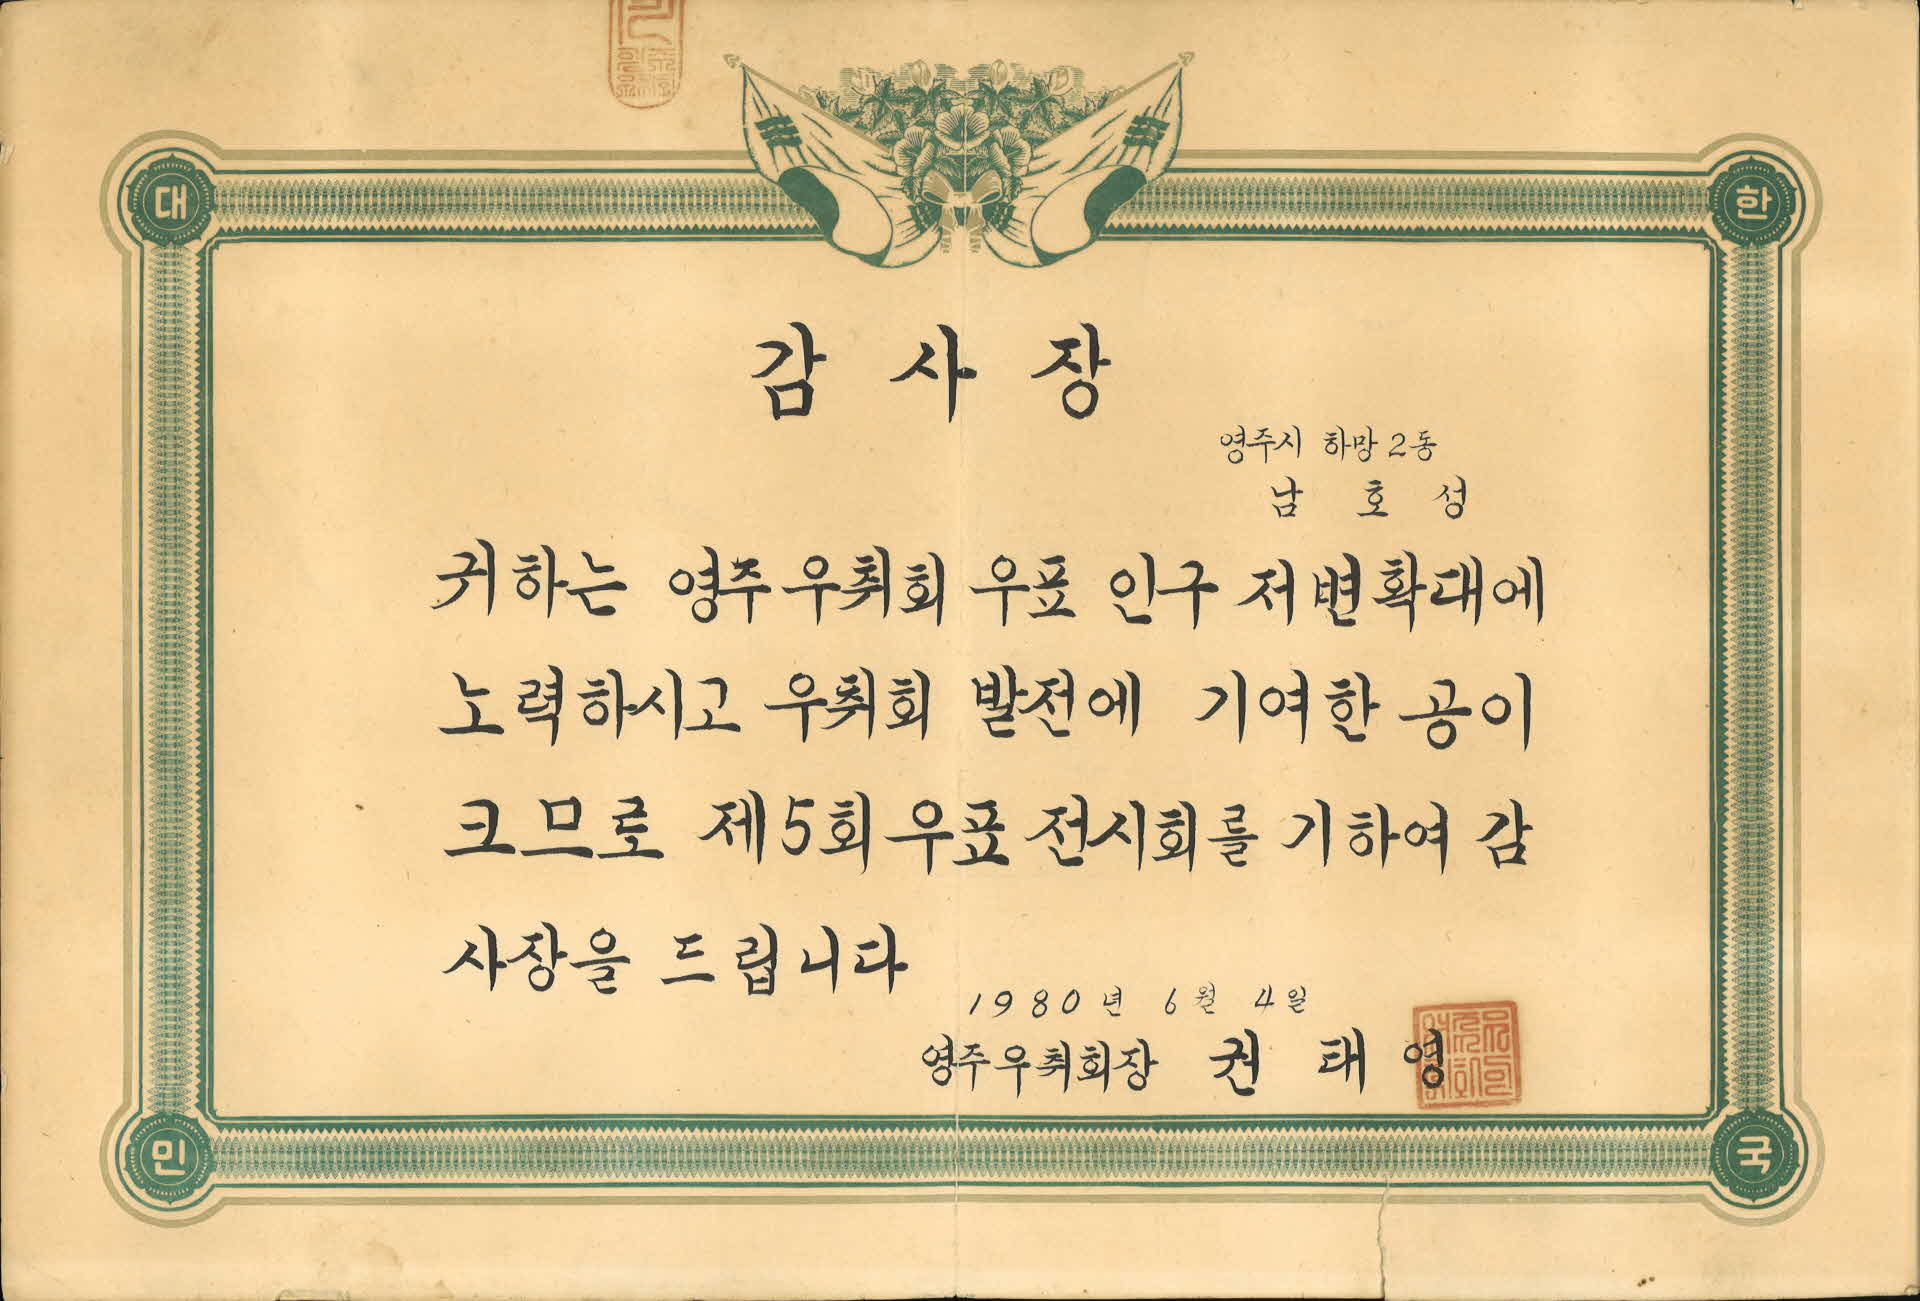 대 한
감 사 장
영주시 하망 2동
남 호 성
귀하는 영주우취회 우표 인구 저변확대에
노력하시고 우취회 발전에 기여한 공이
크므로 제5회 우표전시회를 기하여 감
사장을 드립니다
1980년 6월 4일
영주우취회장 권 태 영
민 국